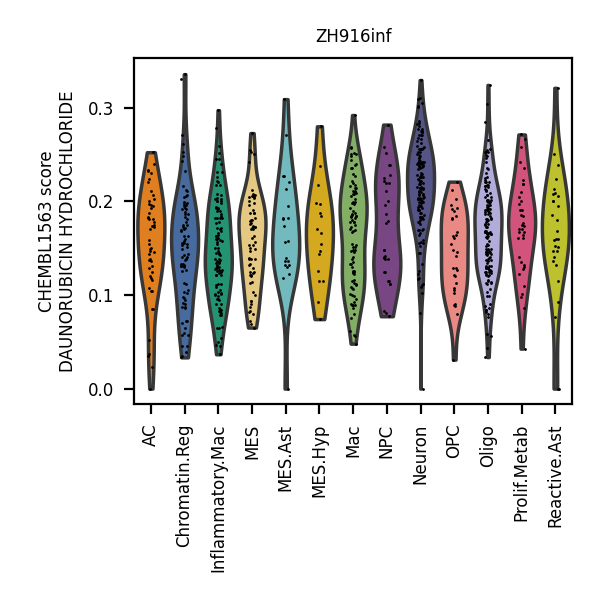 ZH916inf
CHEMBL1563 score
DAUNORUBICIN HYDROCHLORIDE
0.3
0.2
0.1
0.0
AC
Chromatin.Reg
Inflammatory.Mac
MES
MES.Ast
MES.Hyp
Mac
NPC
Neuron
OPC
Oligo
Prolif.Metab
Reactive.Ast